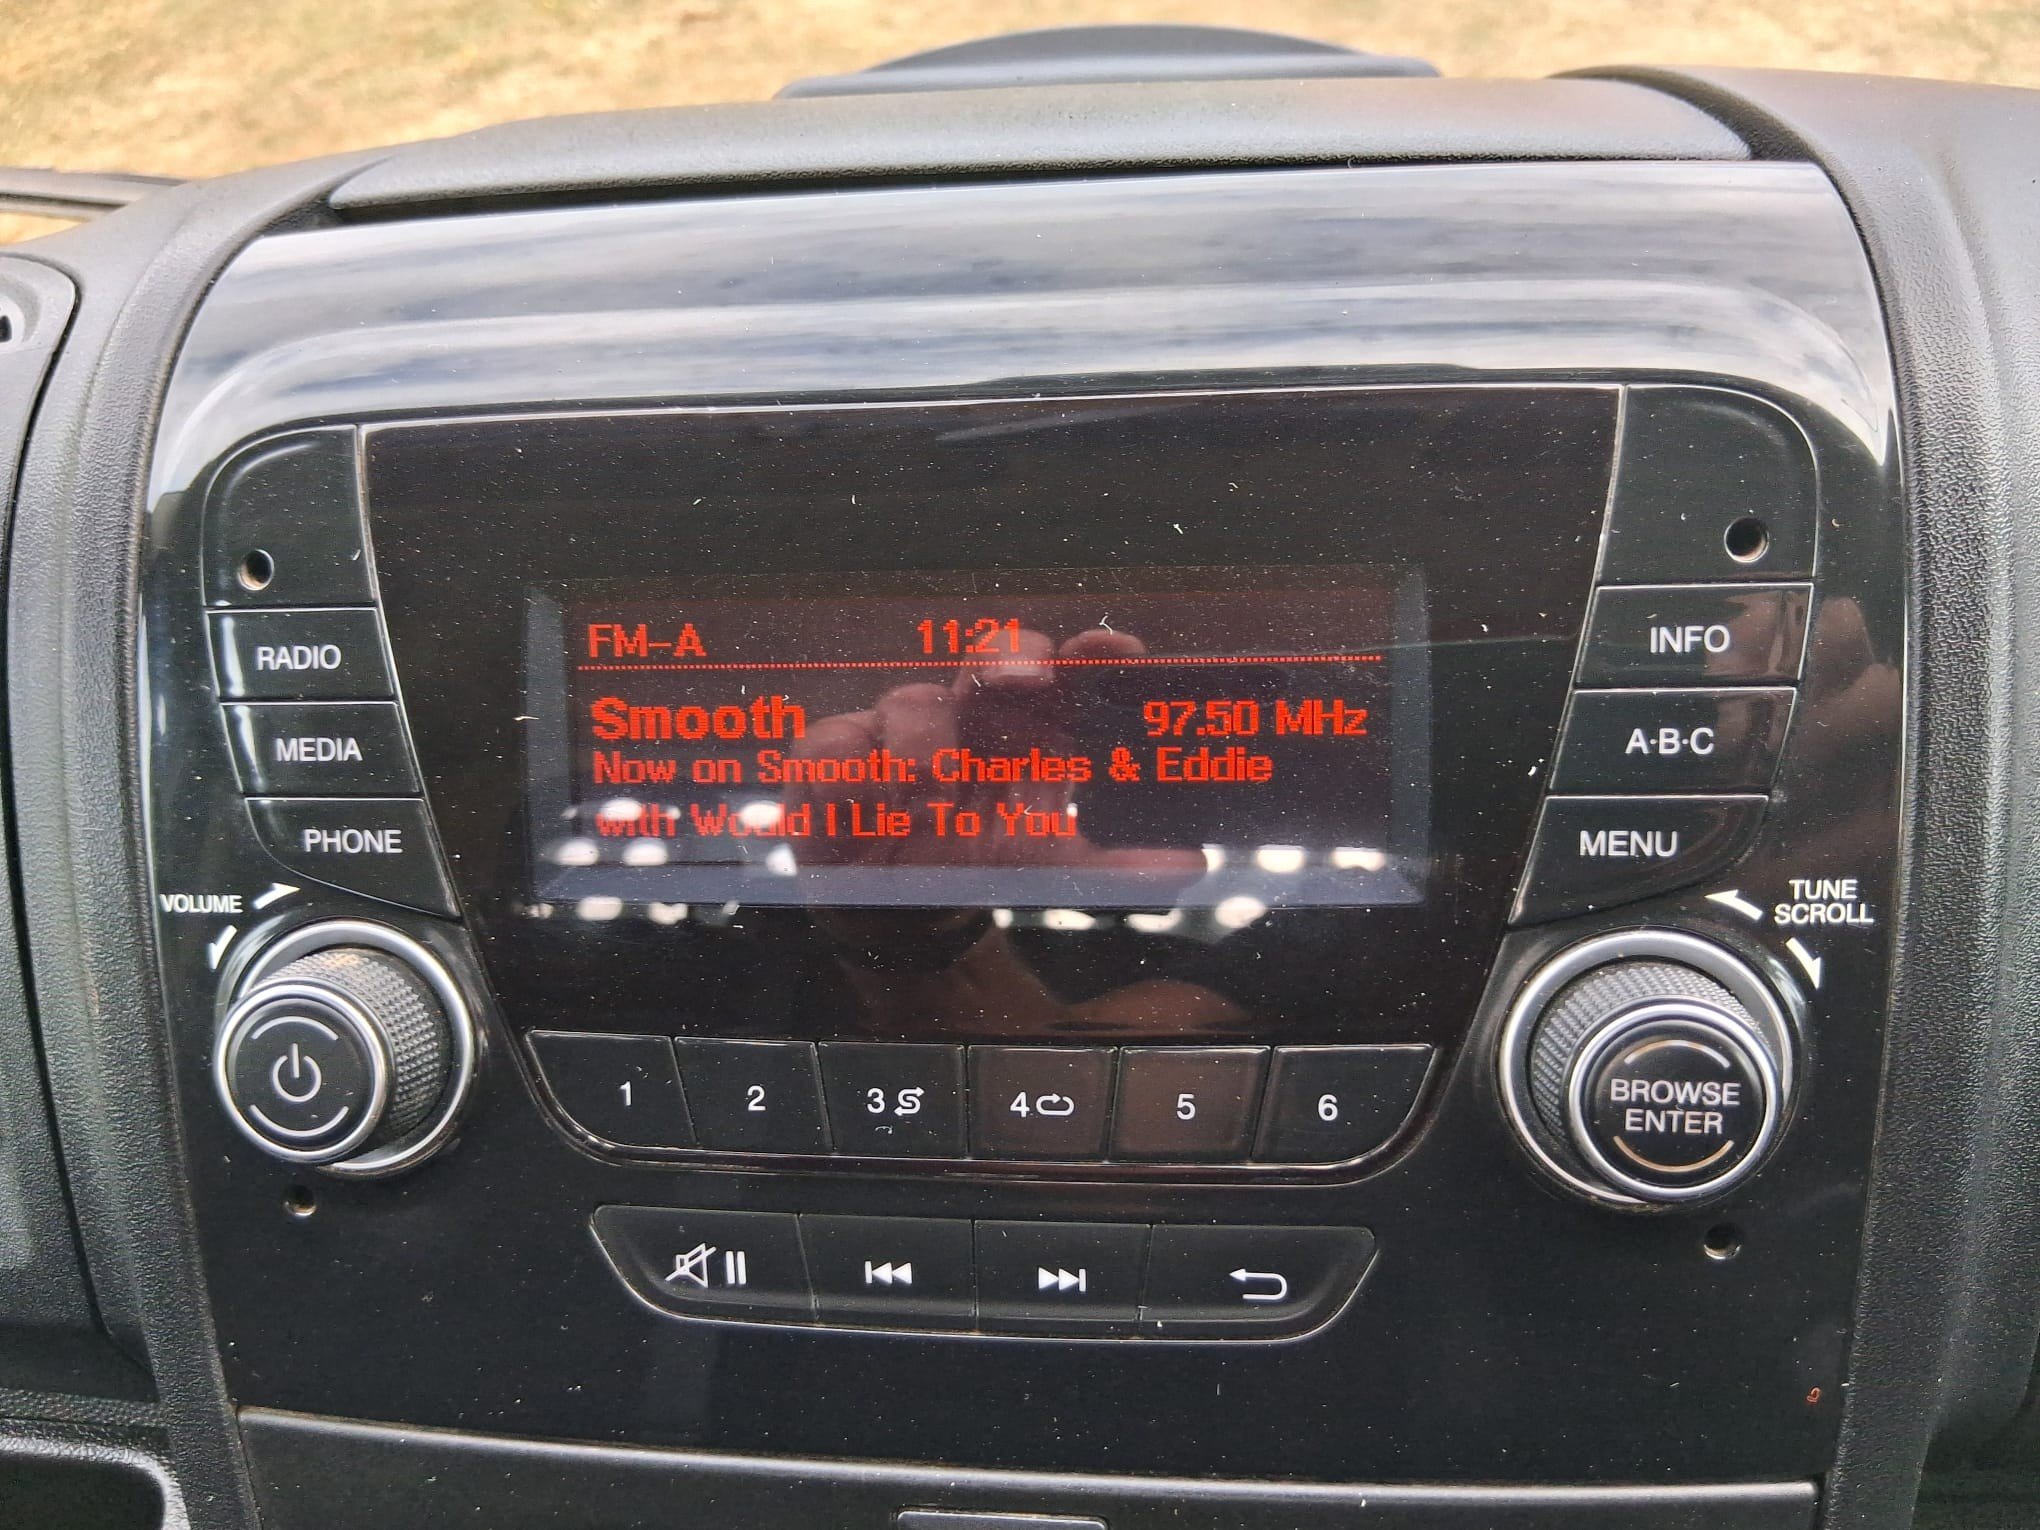 FM-A 11:21
Smooth 97.50 MHz
Now on Smooth: Charles & Eddie
with Would I Lie To You
RADIO
MEDIA
PHONE
VOLUME
INFO
A·B·C
MENU
TUNE
SCROLL
BROWSE
ENTER
1 2 3 4 5 6